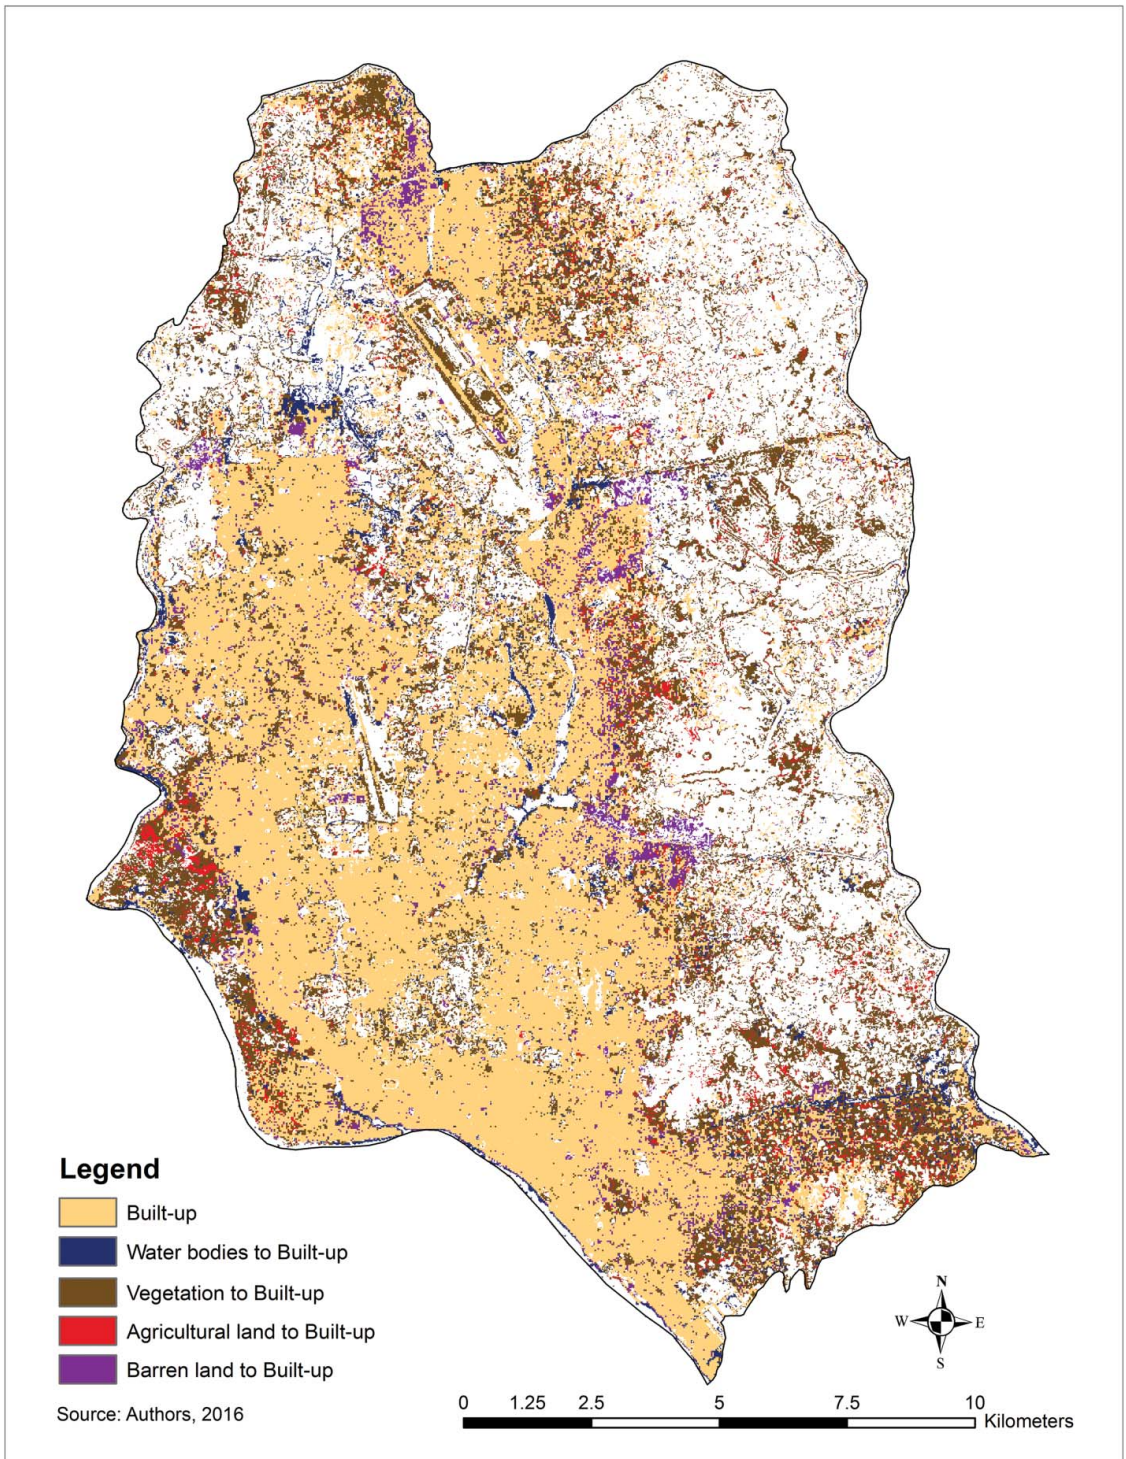 Legend
Built-up
Water bodies to Built-up
Vegetation to Built-up
Agricultural land to Built-up
Barren land to Built-up
Source: Authors, 2016
N
W E
S
0 1.25 2.5 5 7.5 10
Kilometers